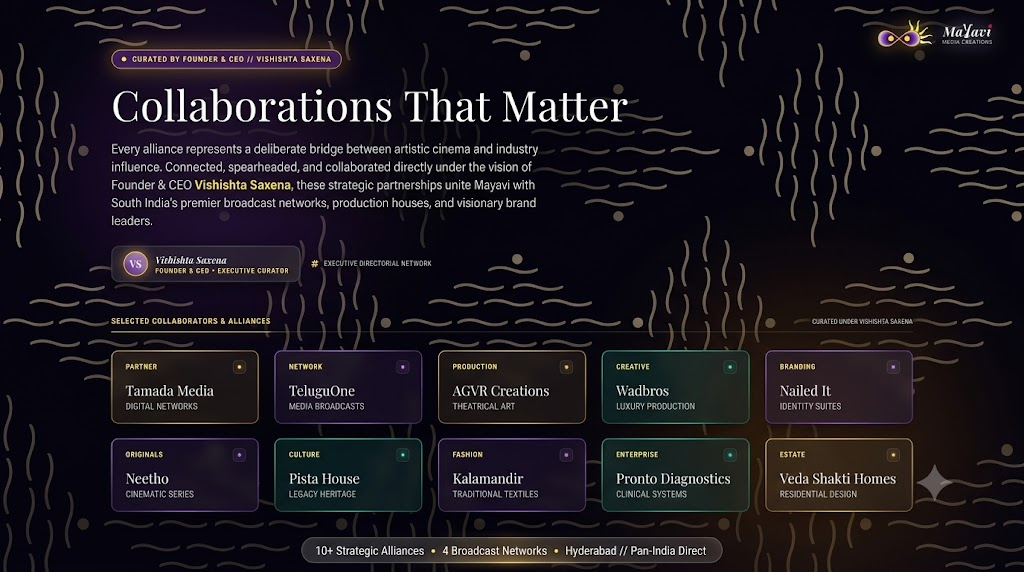 MaYavi
MEDIA CREATIONS
CURATED BY FOUNDER & CEO // VISHISHTA SAXENA
Collaborations That Matter
Every alliance represents a deliberate bridge between artistic cinema and industry
influence. Connected, spearheaded, and collaborated directly under the vision of
Founder & CEO Vishishta Saxena, these strategic partnerships unite Mayavi with
South India's premier broadcast networks, production houses, and visionary brand
leaders.
VS
Virhishta Saxena
FOUNDER & CEO • EXECUTIVE CURATOR
# EXECUTIVE DIRECTORIAL NETWORK
SELECTED COLLABORATORS & ALLIANCES
CURATED UNDER VISHISHTA SAXENA
PARTNER
Tamada Media
DIGITAL NETWORKS
NETWORK
TeluguOne
MEDIA BROADCASTS
PRODUCTION
AGVR Creations
THEATRICAL ART
CREATIVE
Wadbros
LUXURY PRODUCTION
BRANDING
Nailed It
IDENTITY SUITES
ORIGINALS
Neetho
CINEMATIC SERIES
CULTURE
Pista House
LEGACY HERITAGE
FASHION
Kalamandir
TRADITIONAL TEXTILES
ENTERPRISE
Pronto Diagnostics
CLINICAL SYSTEMS
ESTATE
Veda Shakti Homes
RESIDENTIAL DESIGN
10+ Strategic Alliances • 4 Broadcast Networks • Hyderabad // Pan-India Direct